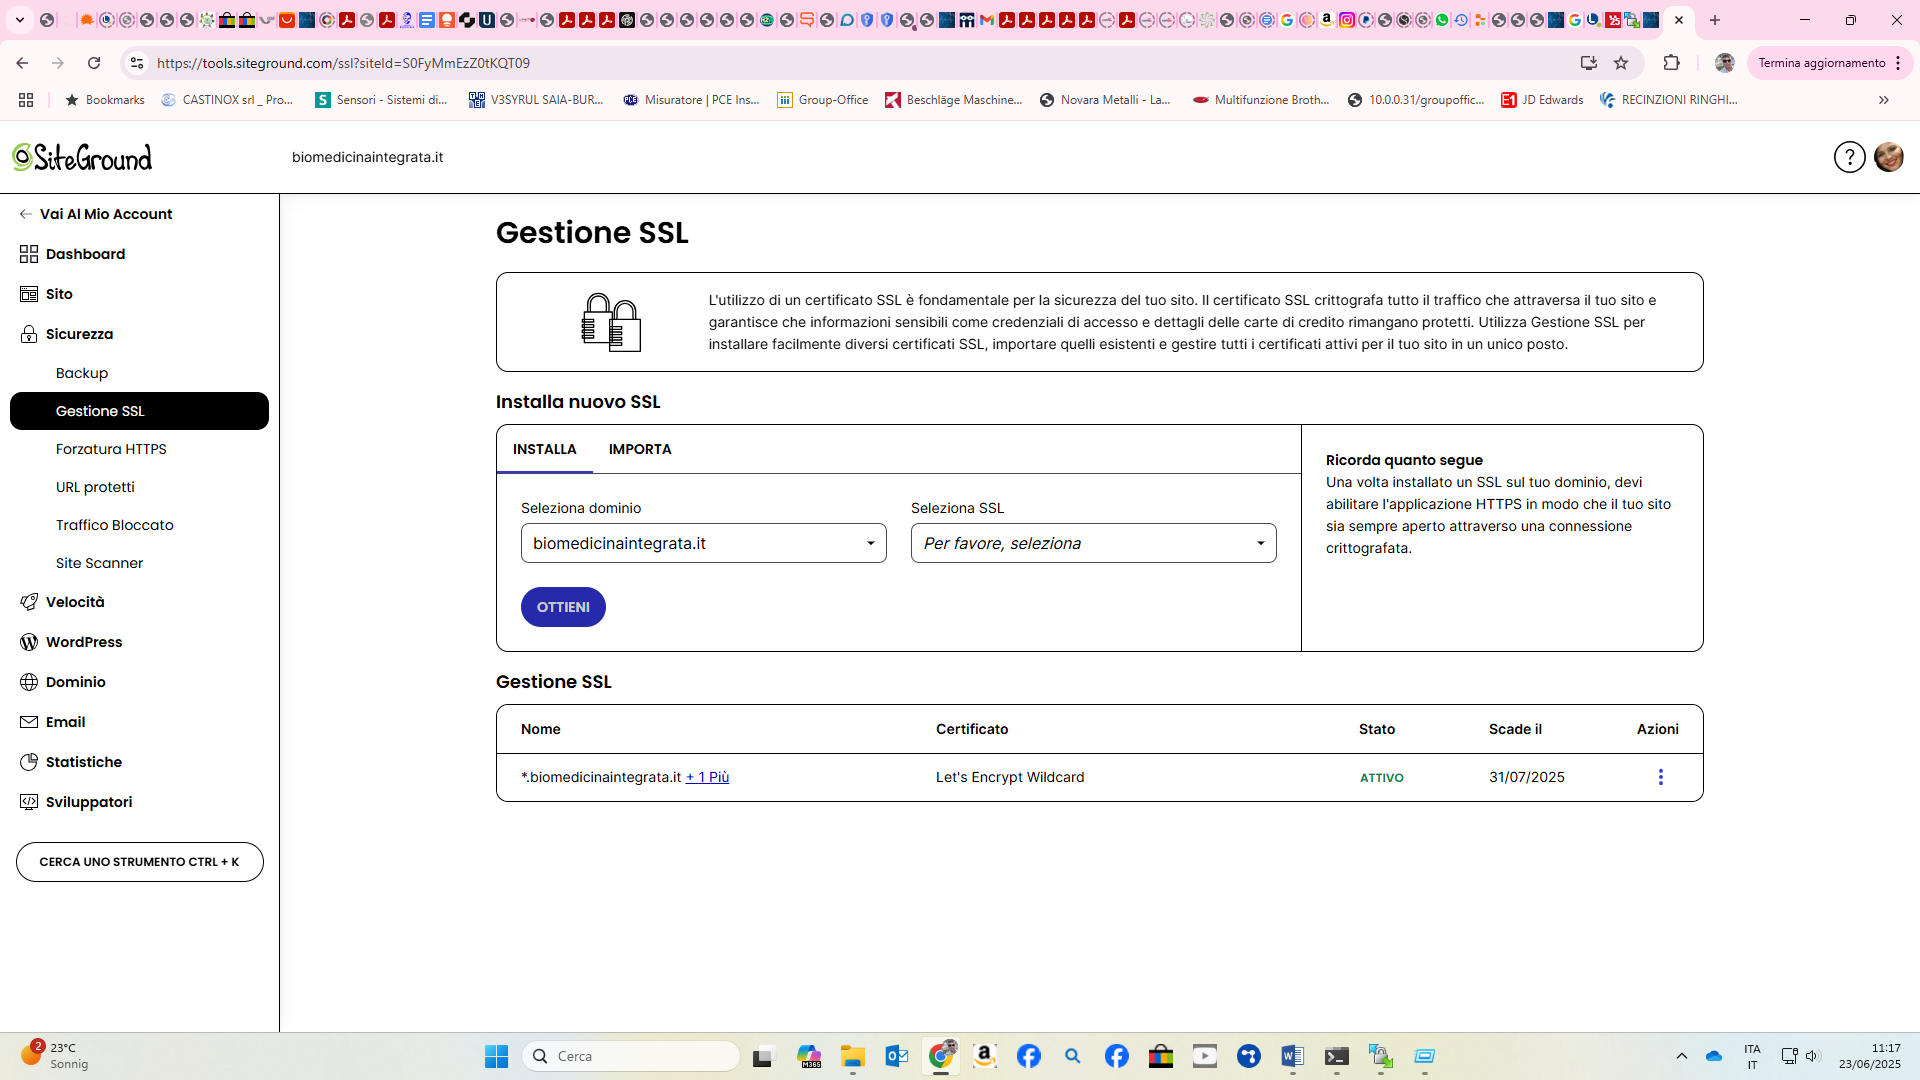 https://tools.siteground.com/ssl?siteId=S0FyMmEzZ0tKQT09
Termina aggiornamento
Bookmarks
CASTINOX srl _ Pro...
Sensori - Sistemi di...
V3SYRUL SAIA-BUR...
Misuratore | PCE Ins...
Group-Office
Beschläge Maschine...
Novara Metalli - La...
Multifunzione Broth...
10.0.0.31/groupoffic...
JD Edwards
RECINZIONI RINGHI...
SiteGround
biomedicinaintegrata.it
Vai Al Mio Account
Dashboard
Sito
Sicurezza
Backup
Gestione SSL
Forzatura HTTPS
URL protetti
Traffico Bloccato
Site Scanner
Velocità
WordPress
Dominio
Email
Statistiche
Sviluppatori
CERCA UNO STRUMENTO CTRL + K
Gestione SSL
L'utilizzo di un certificato SSL è fondamentale per la sicurezza del tuo sito. Il certificato SSL crittografa tutto il traffico che attraversa il tuo sito e
garantisce che informazioni sensibili come credenziali di accesso e dettagli delle carte di credito rimangano protetti. Utilizza Gestione SSL per
installare facilmente diversi certificati SSL, importare quelli esistenti e gestire tutti i certificati attivi per il tuo sito in un unico posto.
Installa nuovo SSL
INSTALLA
IMPORTA
Seleziona dominio
Seleziona SSL
biomedicinaintegrata.it
Per favore, seleziona
OTTIENI
Ricorda quanto segue
Una volta installato un SSL sul tuo dominio, devi
abilitare l'applicazione HTTPS in modo che il tuo sito
sia sempre aperto attraverso una connessione
crittografata.
Gestione SSL
Nome
Certificato
Stato
Scade il
Azioni
*.biomedicinaintegrata.it + 1 Più
Let's Encrypt Wildcard
ATTIVO
31/07/2025
2
23°C
Sonnig
Cerca
ITA
IT
11:17
23/06/2025